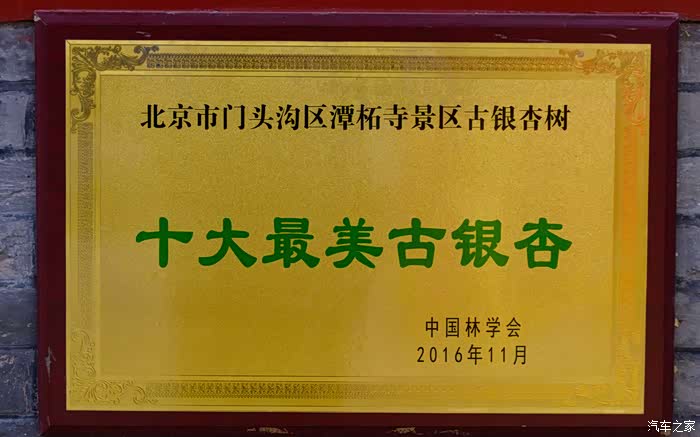 北京市门头沟区潭柘寺景区古银杏树
十大最美古银杏
中国林学会
2016年11月
汽车之家